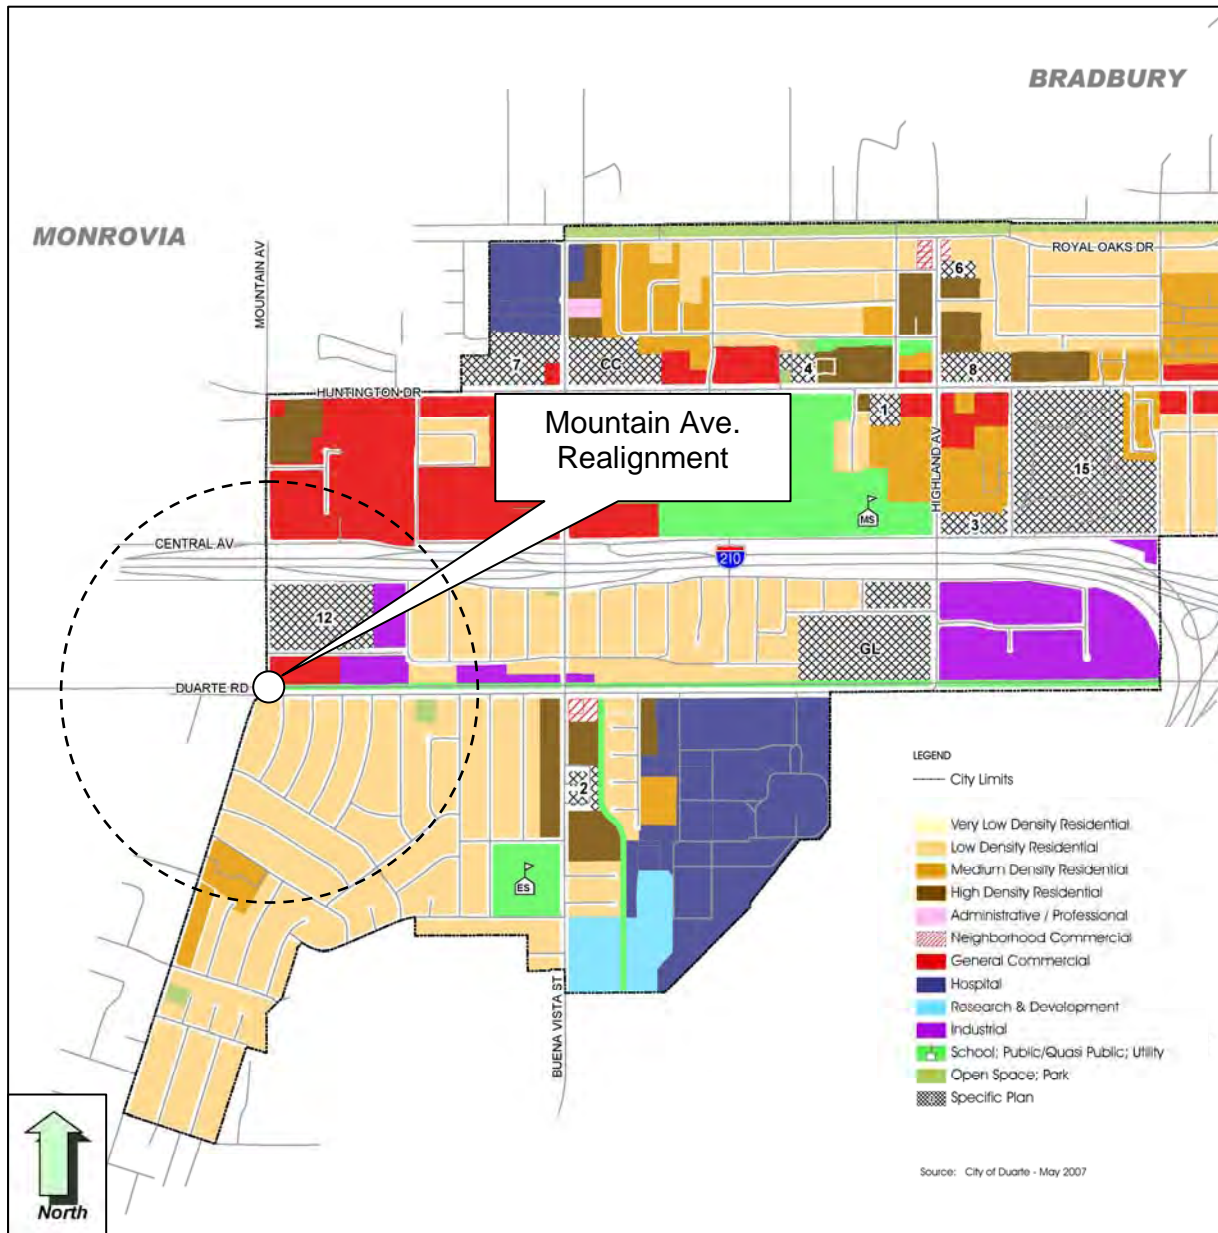 BRADBURY
MONROVIA
MOUNTAIN AV
ROYAL OAKS DR
6
7
CC
4
8
HUNTINGTON DR
Mountain Ave.
Realignment
1
HIGHLAND AV
15
MS
3
CENTRAL AV
210
12
GL
DUARTE RD
2
ES
BUENA VISTA ST
LEGEND
City Limits
Very Low Density Residential
Low Density Residential
Medium Density Residential
High Density Residential
Administrative / Professional
Neighborhood Commercial
General Commercial
Hospital
Research & Development
Industrial
School; Public/Quasi Public; Utility
Open Space; Park
Specific Plan
Source: City of Duarte - May 2007
North